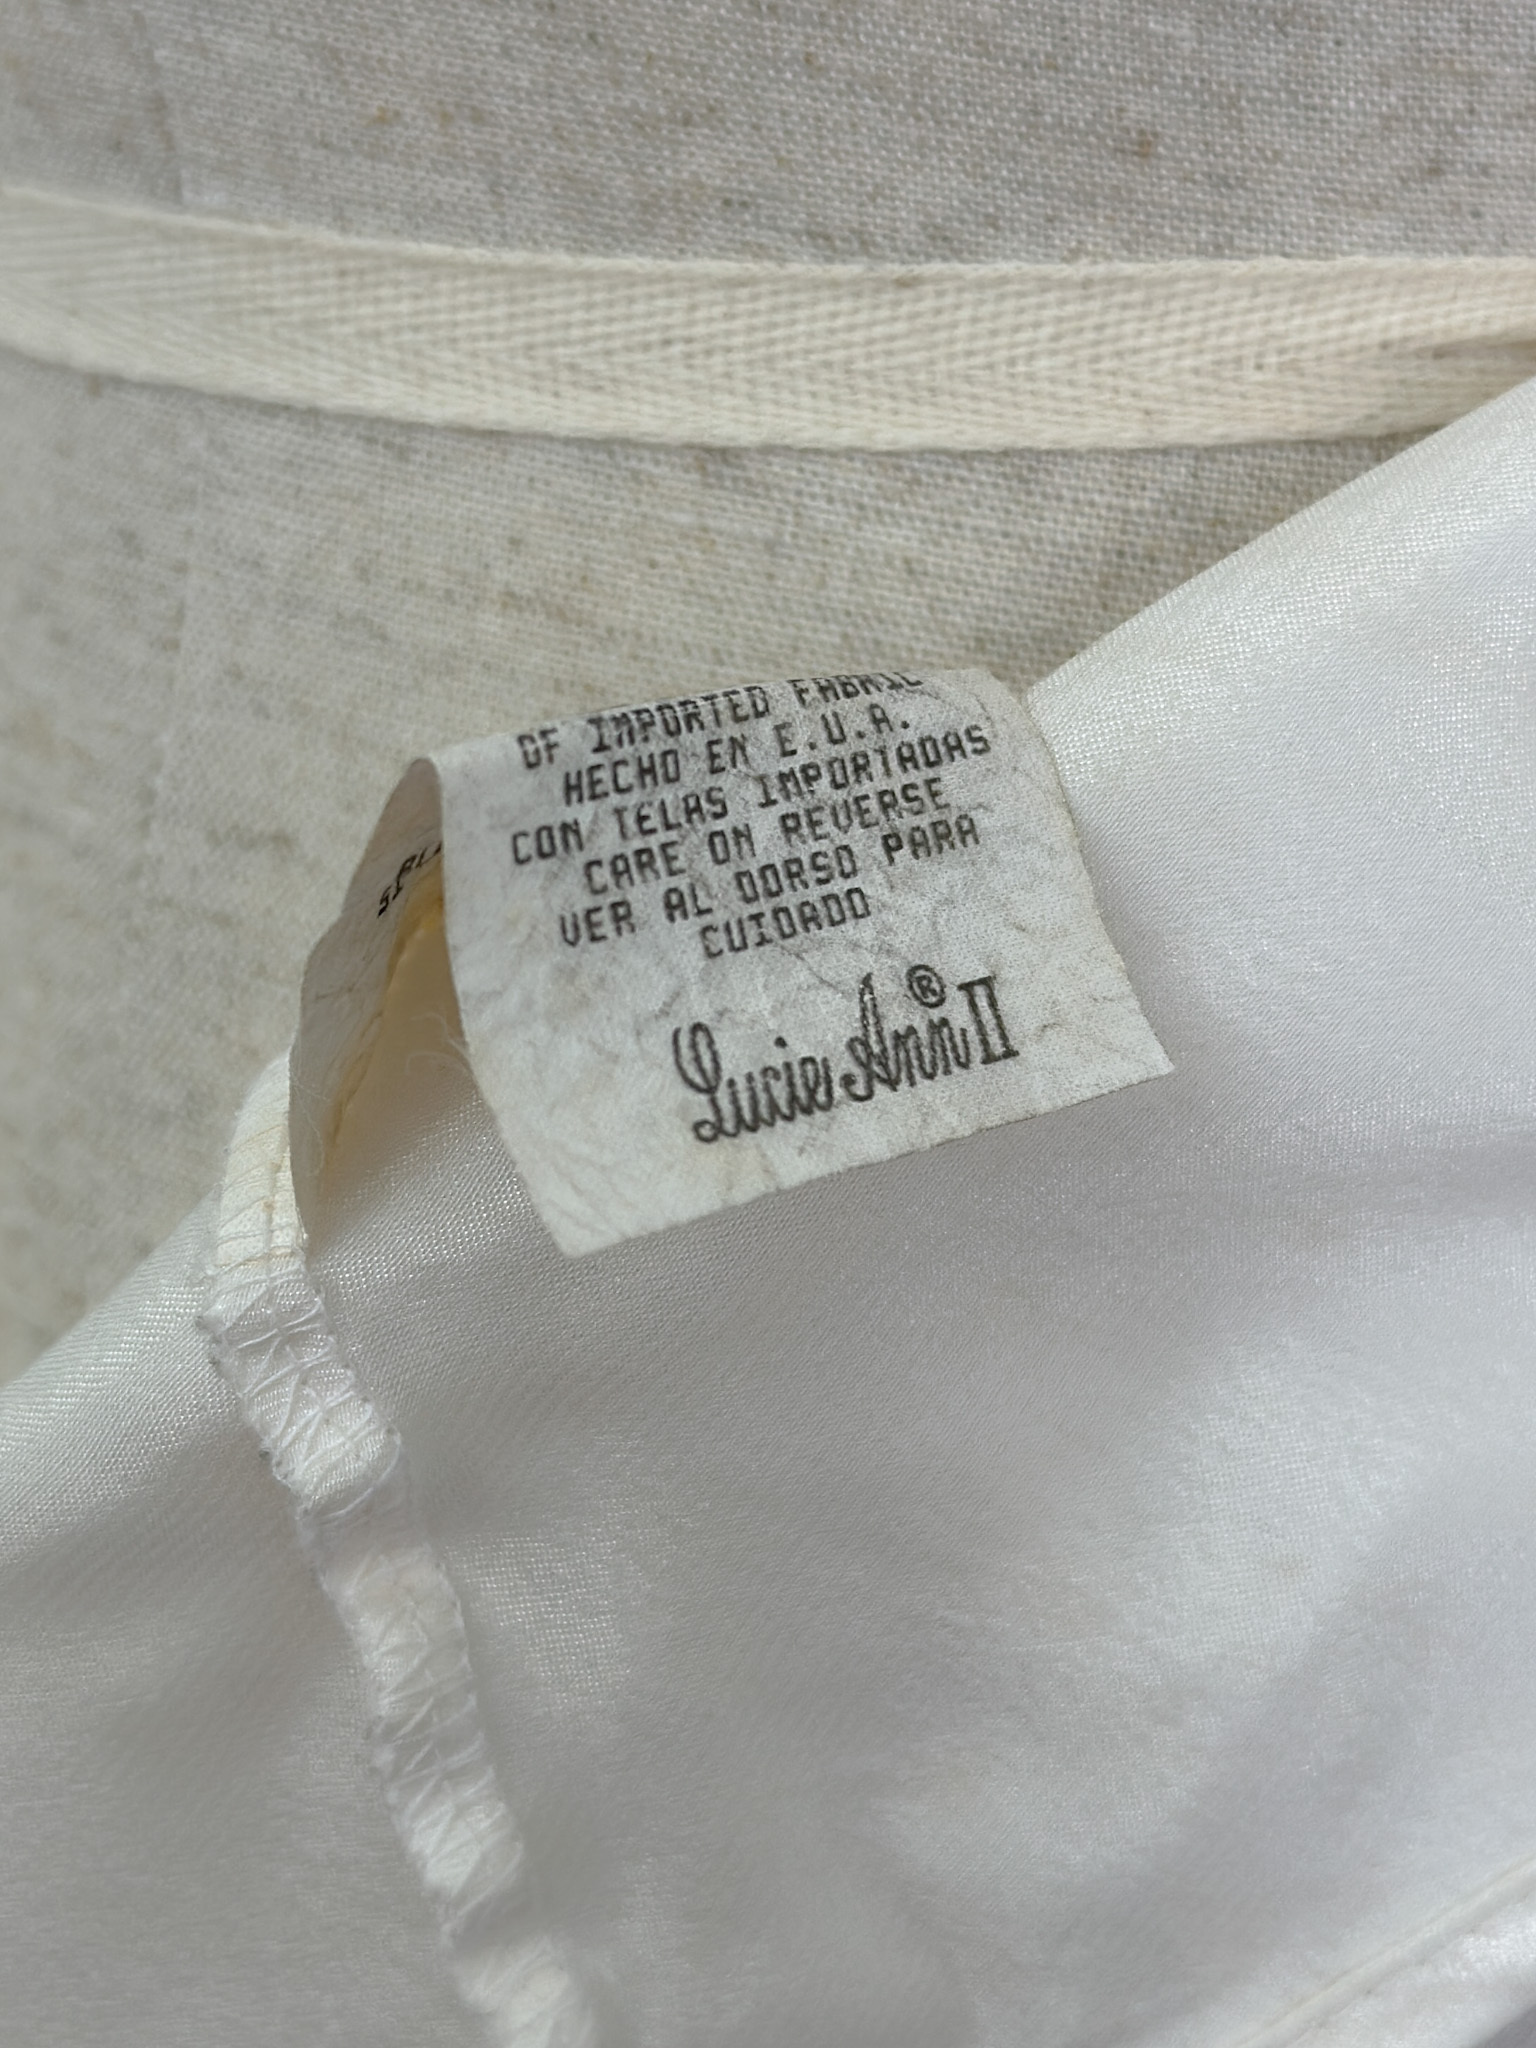 OF IMPORTED FABRIC
HECHO EN E.U.A.
CON TELAS IMPORTADAS
CARE ON REVERSE
VER AL DORSO PARA
CUIDADO
Lucie Ann® II